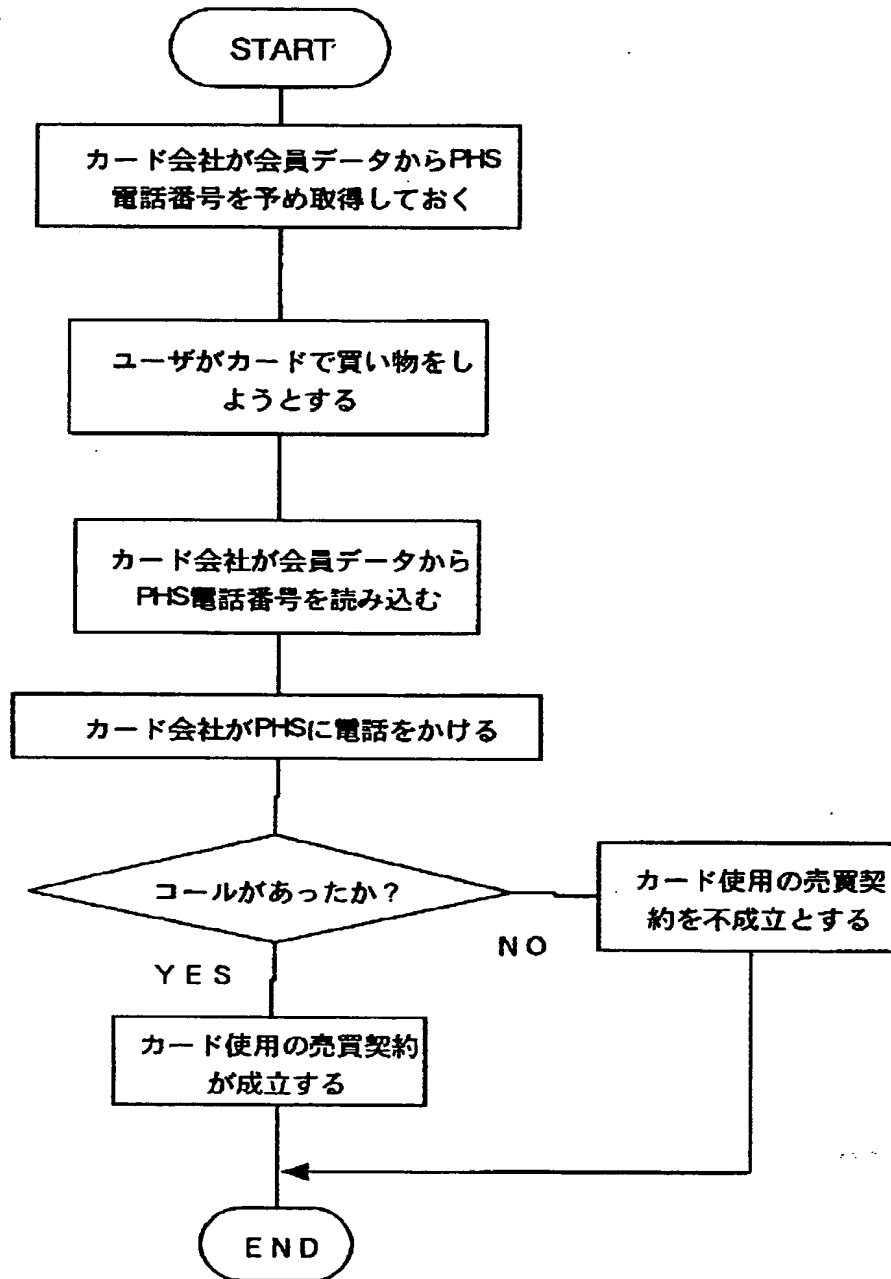 START
カード会社が会員データからPHS
電話番号を予め取得しておく
ユーザがカードで買い物をし
ようとする
カード会社が会員データから
PHS電話番号を読み込む
カード会社がPHSに電話をかける
コールがあったか？
カード使用の売買契
約を不成立とする
NO
YES
カード使用の売買契約
が成立する
END